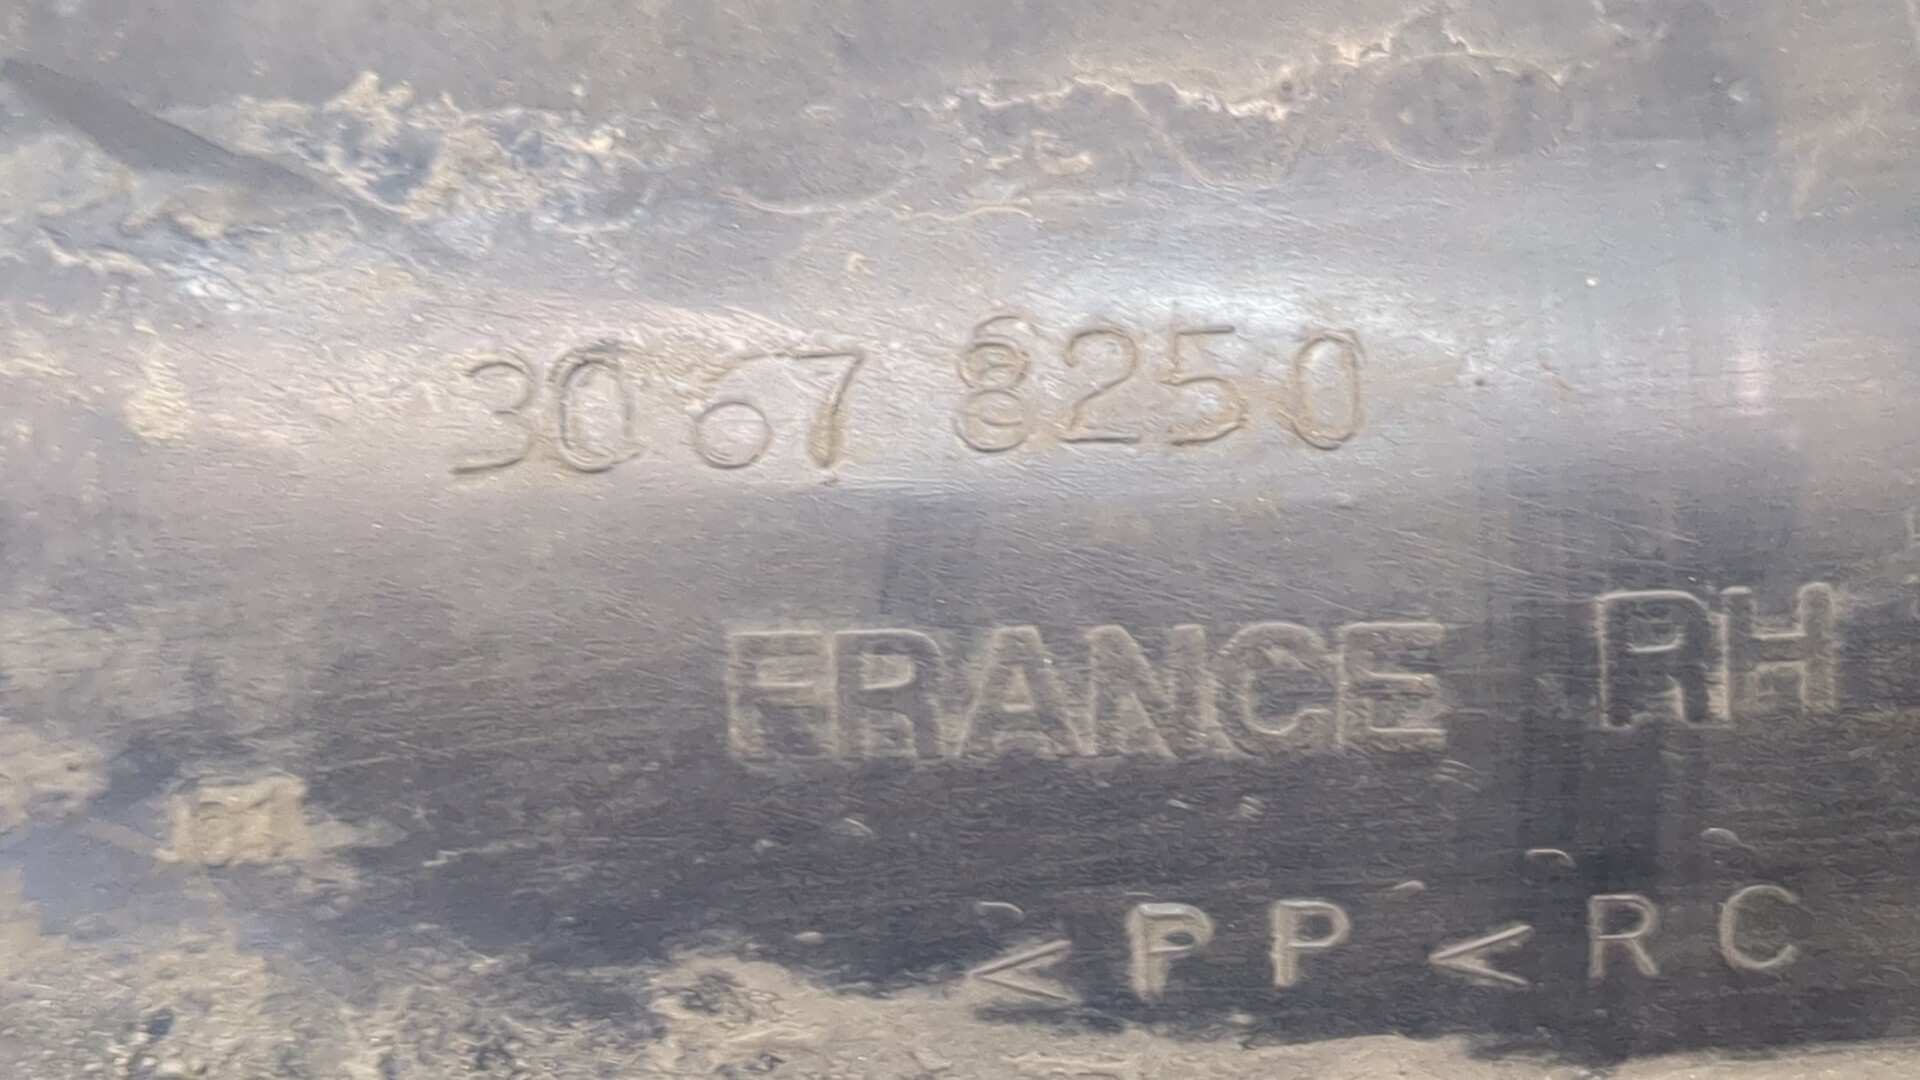 3067 8250
FRANCE RH
<PP< RC